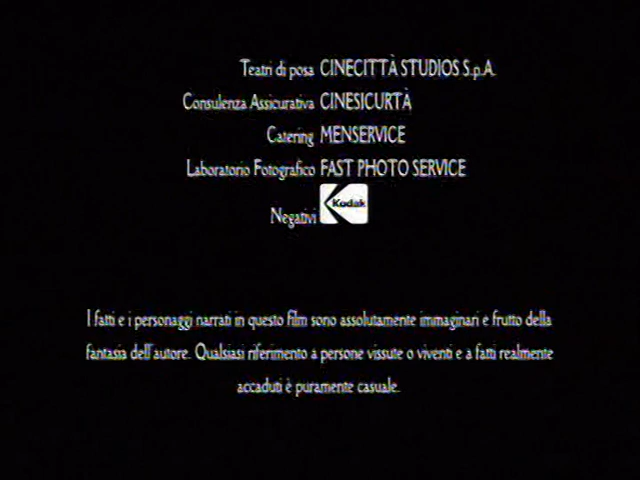 Teatri di posa CINECITTÀ STUDIOS S.p.A.
Consulenza Assicurativa CINESICURTÀ
Catering MENSERVICE
Laboratorio Fotografico FAST PHOTO SERVICE
Negativi Kodak
I fatti e i personaggi narrati in questo film sono assolutamente immaginari e frutto della
fantasia dell'autore. Qualsiasi riferimento a persone vissute o viventi e a fatti realmente
accaduti è puramente casuale.